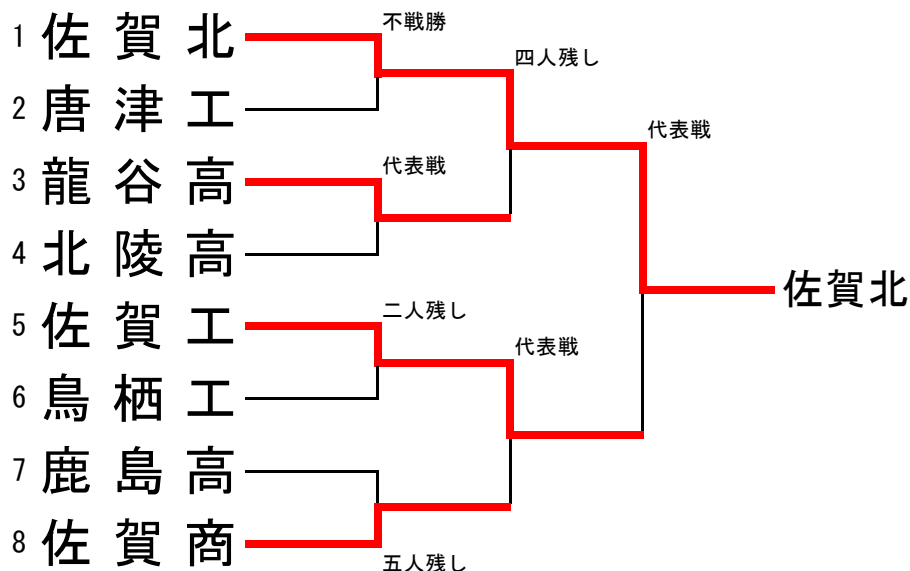 1 佐賀北
不戦勝
四人残し
2 唐津工
代表戦
3 龍谷高
代表戦
4 北陵高
佐賀北
5 佐賀工
二人残し
代表戦
6 鳥栖工
7 鹿島高
8 佐賀商
五人残し